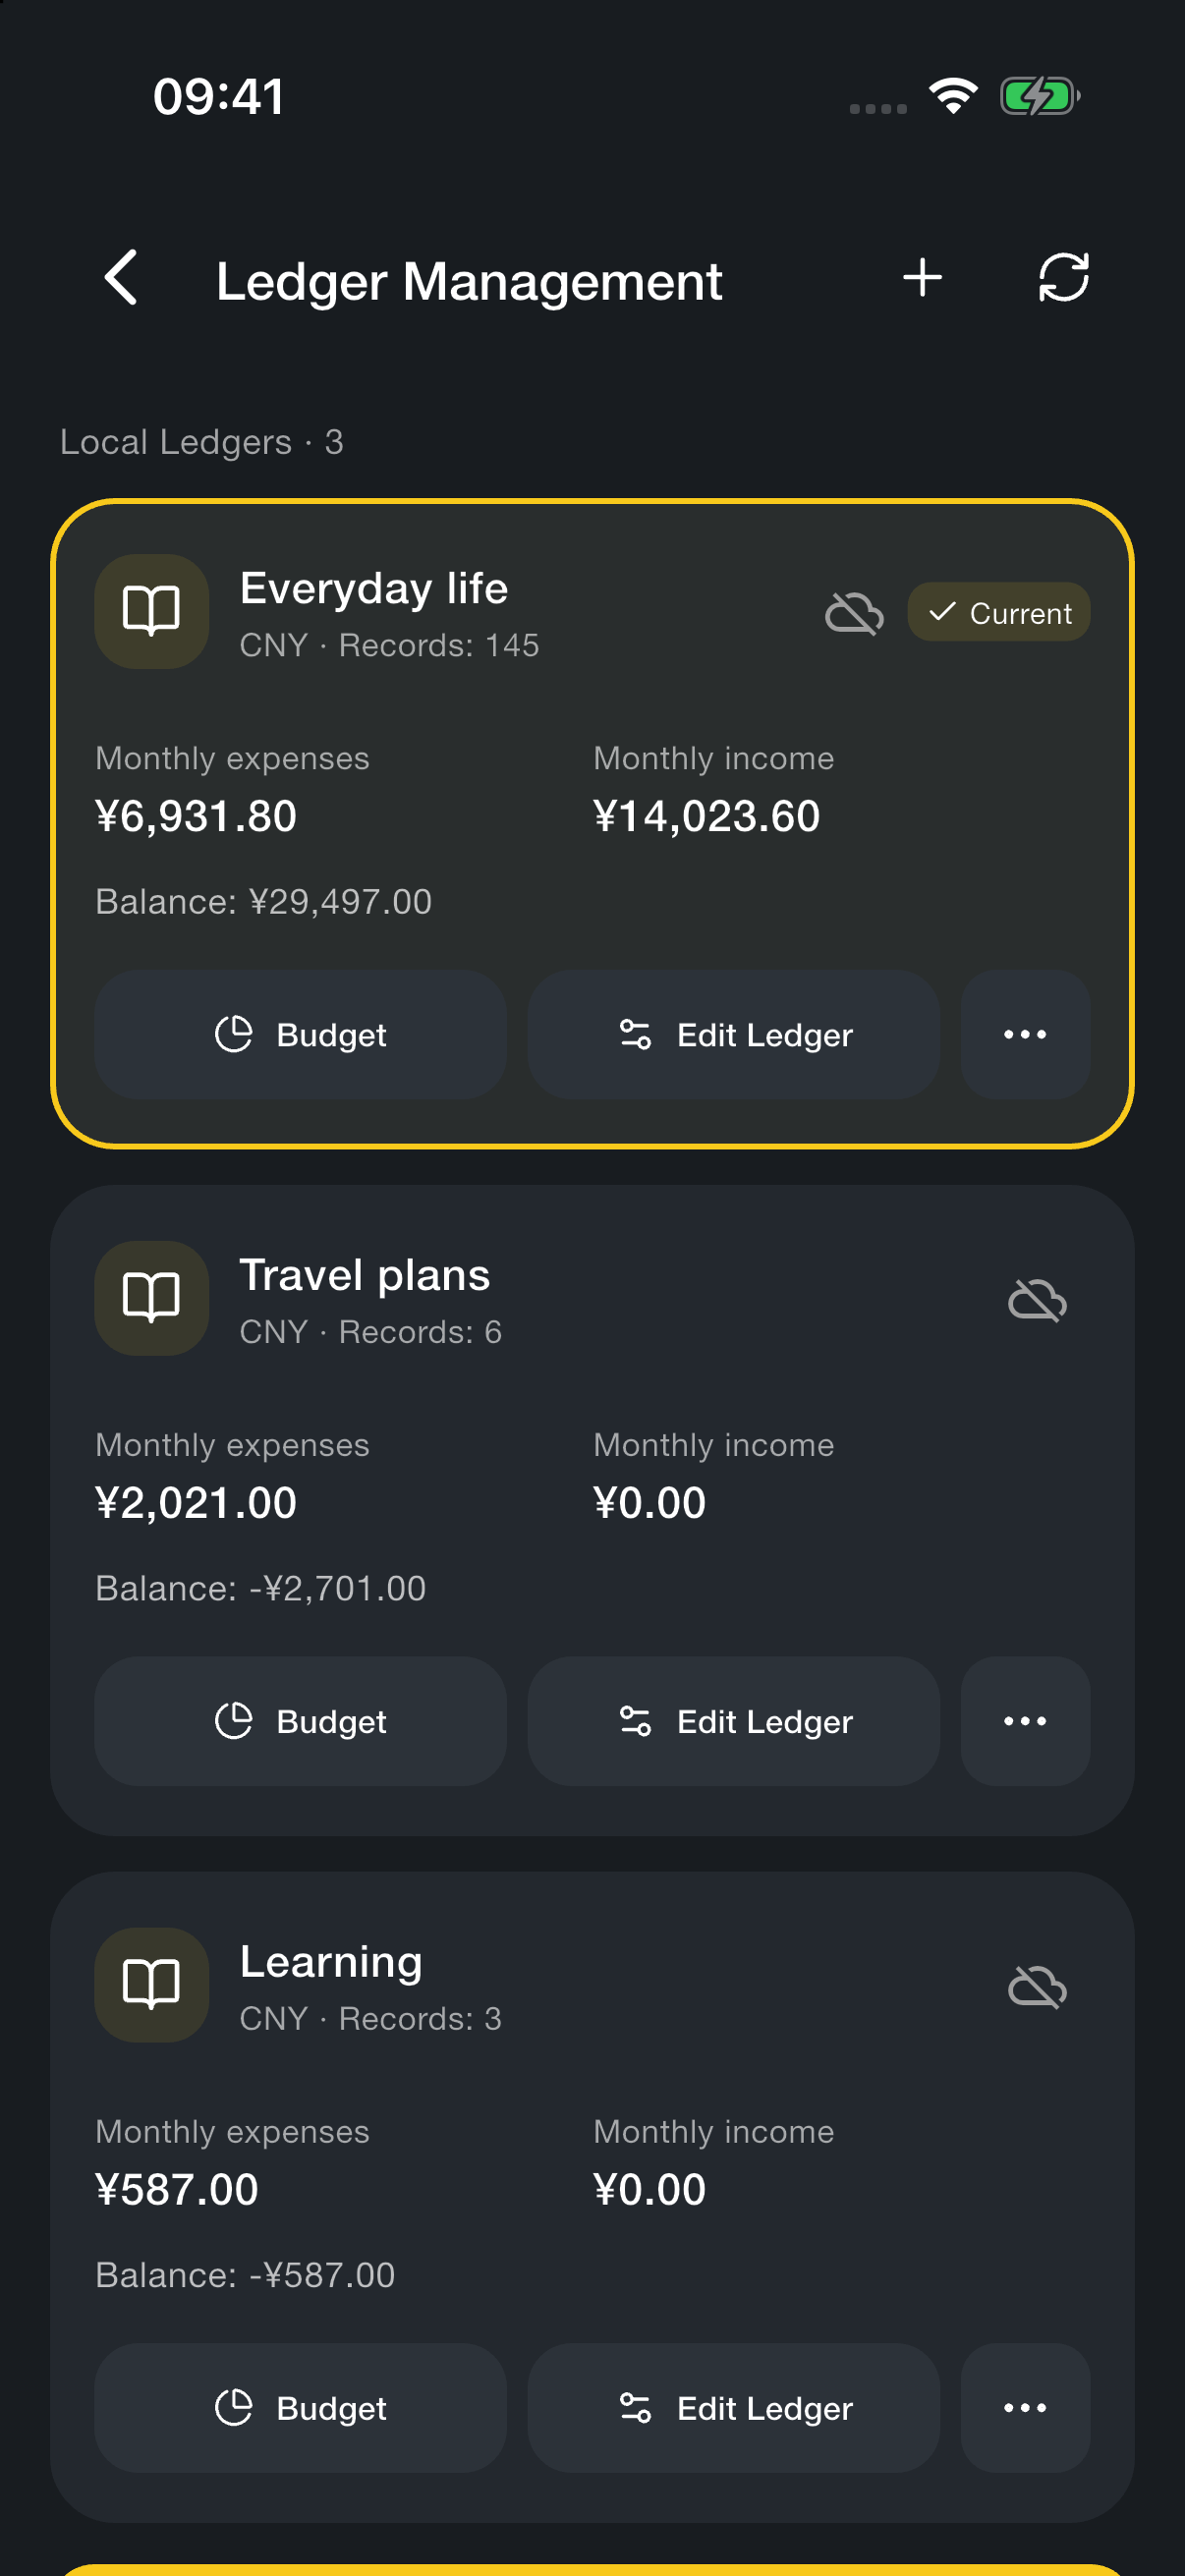 09:41
Ledger Management
Local Ledgers · 3
Everyday life
CNY · Records: 145
Current
Monthly expenses
Monthly income
¥6,931.80
¥14,023.60
Balance: ¥29,497.00
Budget
Edit Ledger
Travel plans
CNY · Records: 6
Monthly expenses
Monthly income
¥2,021.00
¥0.00
Balance: -¥2,701.00
Budget
Edit Ledger
Learning
CNY · Records: 3
Monthly expenses
Monthly income
¥587.00
¥0.00
Balance: -¥587.00
Budget
Edit Ledger